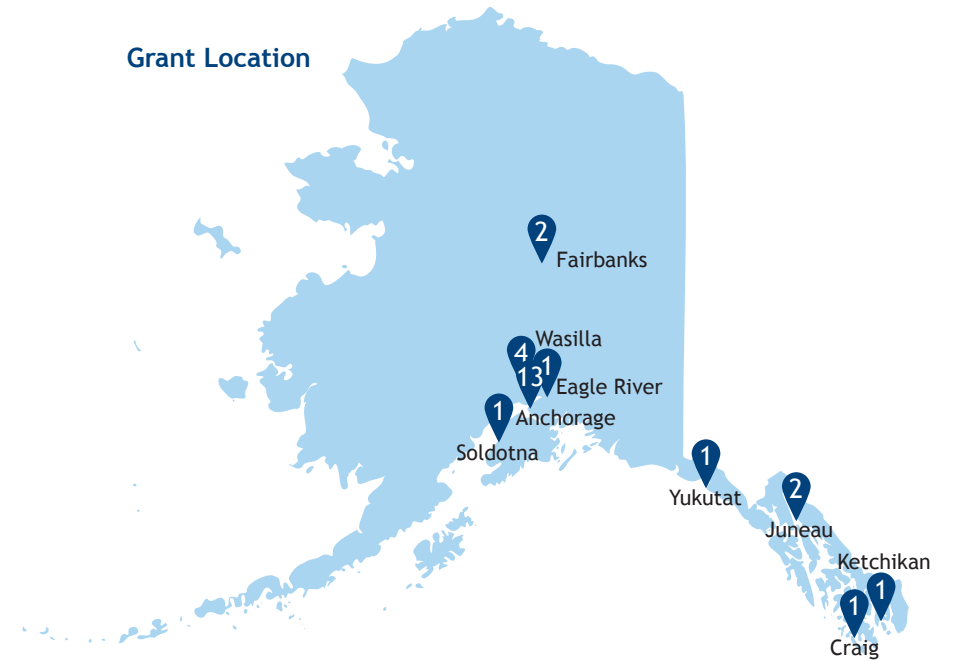 Grant Location
2
Fairbanks
Wasilla
4
1
13
Eagle River
1
Anchorage
Soldotna
1
Yukutat
2
Juneau
Ketchikan
1
1
Craig